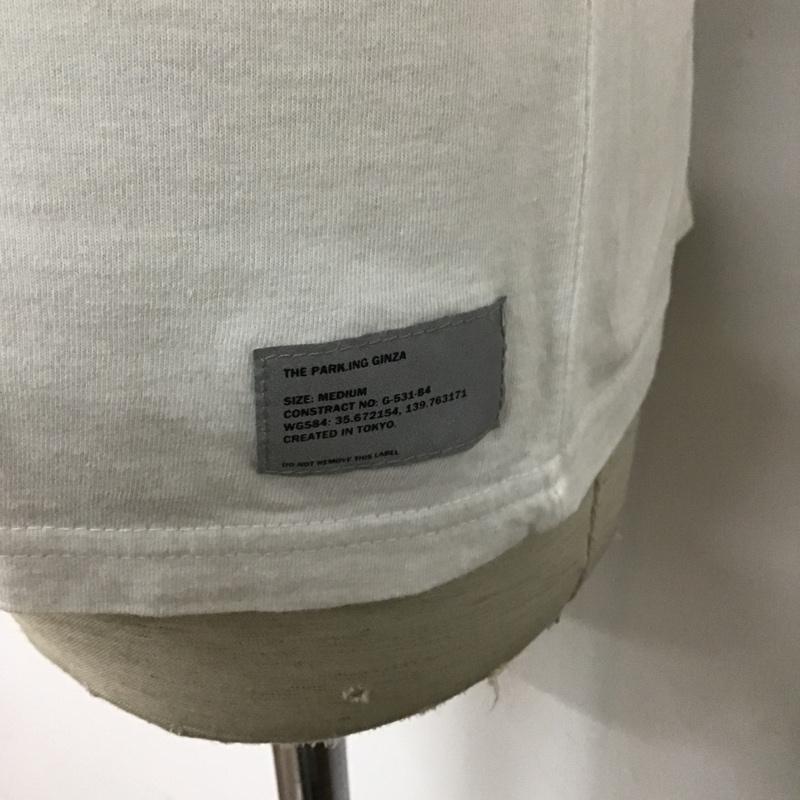 THE PARK.ING GINZA
SIZE: MEDIUM
CONSTRACT NO: G-531-84
WGS84: 35.672154, 139.763171
CREATED IN TOKYO.
DO NOT REMOVE THIS LABEL